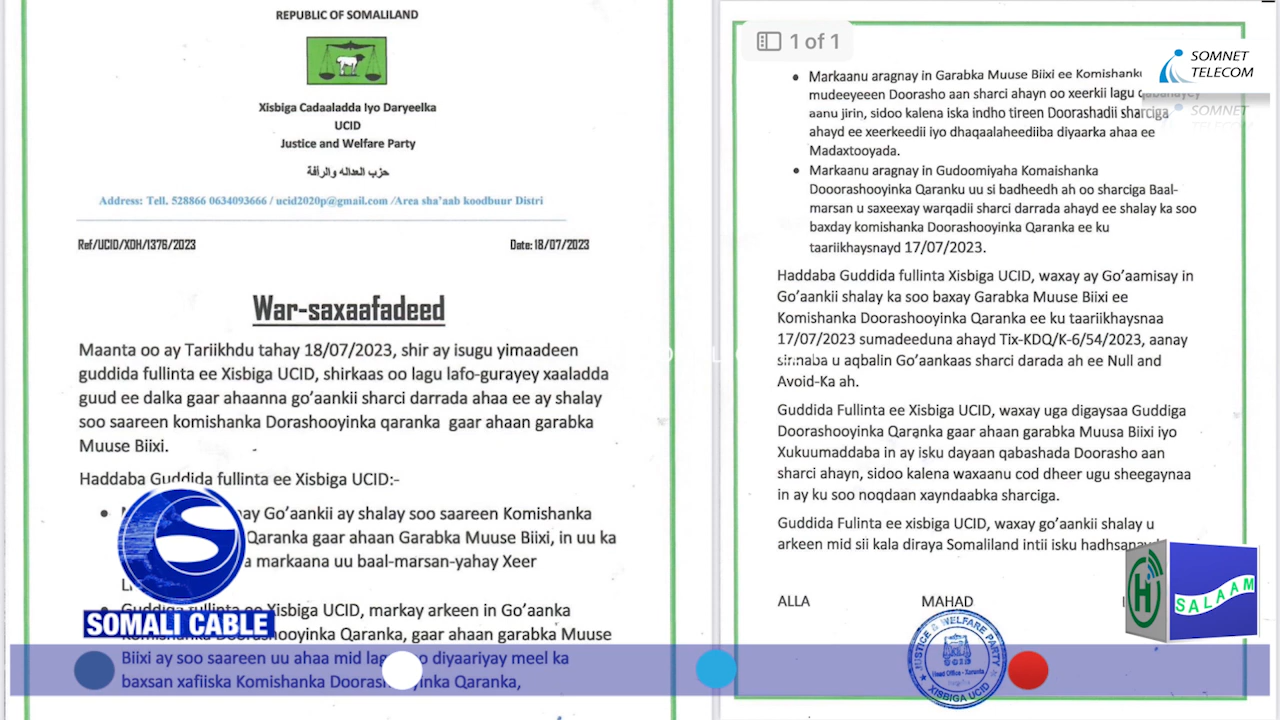 REPUBLIC OF SOMALILAND
Xisbiga Cadaaladda Iyo Daryeelka
UCID
Justice and Welfare Party
حزب العداله والرأفة
Address: Tell. 528866 0634093666 / ucid2020p@gmail.com /Area sha'aab koodbuur Distri
Ref/UCID/XDH/1376/2023
Date: 18/07/2023
War-saxaafadeed
Maanta oo ay Tariikhdu tahay 18/07/2023, shir ay isugu yimaadeen
guddida fullinta ee Xisbiga UCID, shirkaas oo lagu lafo-gurayey xaaladda
guud ee dalka gaar ahaanna go'aankii sharci darrada ahaa ee ay shalay
soo saareen komishanka Dorashooyinka qaranka gaar ahaan garabka
Muuse Biixi.
Haddaba Guddida fullinta ee Xisbiga UCID:-
• Go'aankii ay shalay soo saareen Komishanka
Qaranka gaar ahaan Garabka Muuse Biixi, in uu ka
markaana uu baal-marsan-yahay Xeer
• Guddida fullinta ee Xisbiga UCID, markay arkeen in Go'aanka
Komishanka Doorashooyinka Qaranka, gaar ahaan garabka Muuse
Biixi ay soo saareen uu ahaa mid diyaariyay meel ka
baxsan xafiiska Komishanka Qaranka,
1 of 1
• Markaanu aragnay in Garabka Muuse Biixi ee Komishanku
mudeeyeeen Doorasho aan sharci ahayn oo xeerkii lagu
aanu jirin, sidoo kalena iska indho tireen Doorashadii sharciga
ahayd ee xeerkeedii iyo dhaqaalaheediiba diyaarka ahaa ee
Madaxtooyada.
• Markaanu aragnay in Gudoomiyaha Komaishanka
Dooorashooyinka Qaranku uu si badheedh ah oo sharciga Baal-
marsan u saxeexay warqadii sharci darrada ahayd ee shalay ka soo
baxday komishanka Doorashooyinka Qaranka ee ku
taariikhaysnayd 17/07/2023.
Haddaba Guddida fullinta Xisbiga UCID, waxay ay Go'aamisay in
Go'aankii shalay ka soo baxay Garabka Muuse Biixi ee
Komishanka Doorashooyinka Qaranka ee ku taariikhaysnaa
17/07/2023 sumadeeduna ahayd Tix-KDQ/K-6/54/2023, aanay
sinnaba u aqbalin Go'aankaas sharci darada ah ee Null and
Avoid-Ka ah.
Guddida Fullinta ee Xisbiga UCID, waxay uga digaysaa Guddiga
Doorashooyinka Qaranka gaar ahaan garabka Muusa Biixi iyo
Xukuumaddaba in ay isku dayaan qabashada Doorasho aan
sharci ahayn, sidoo kalena waxaanu cod dheer ugu sheegaynaa
in ay ku soo noqdaan xayndaabka sharciga.
Guddida Fulinta ee xisbiga UCID, waxay go'aankii shalay u
arkeen mid sii kala diraya Somaliland intii isku
ALLA MAHAD
JUSTICE & WELFARE PARTY
XISBIGA UCID
SOMNET
TELECOM
SOMNET
SOMALI CABLE
H
SALAAM